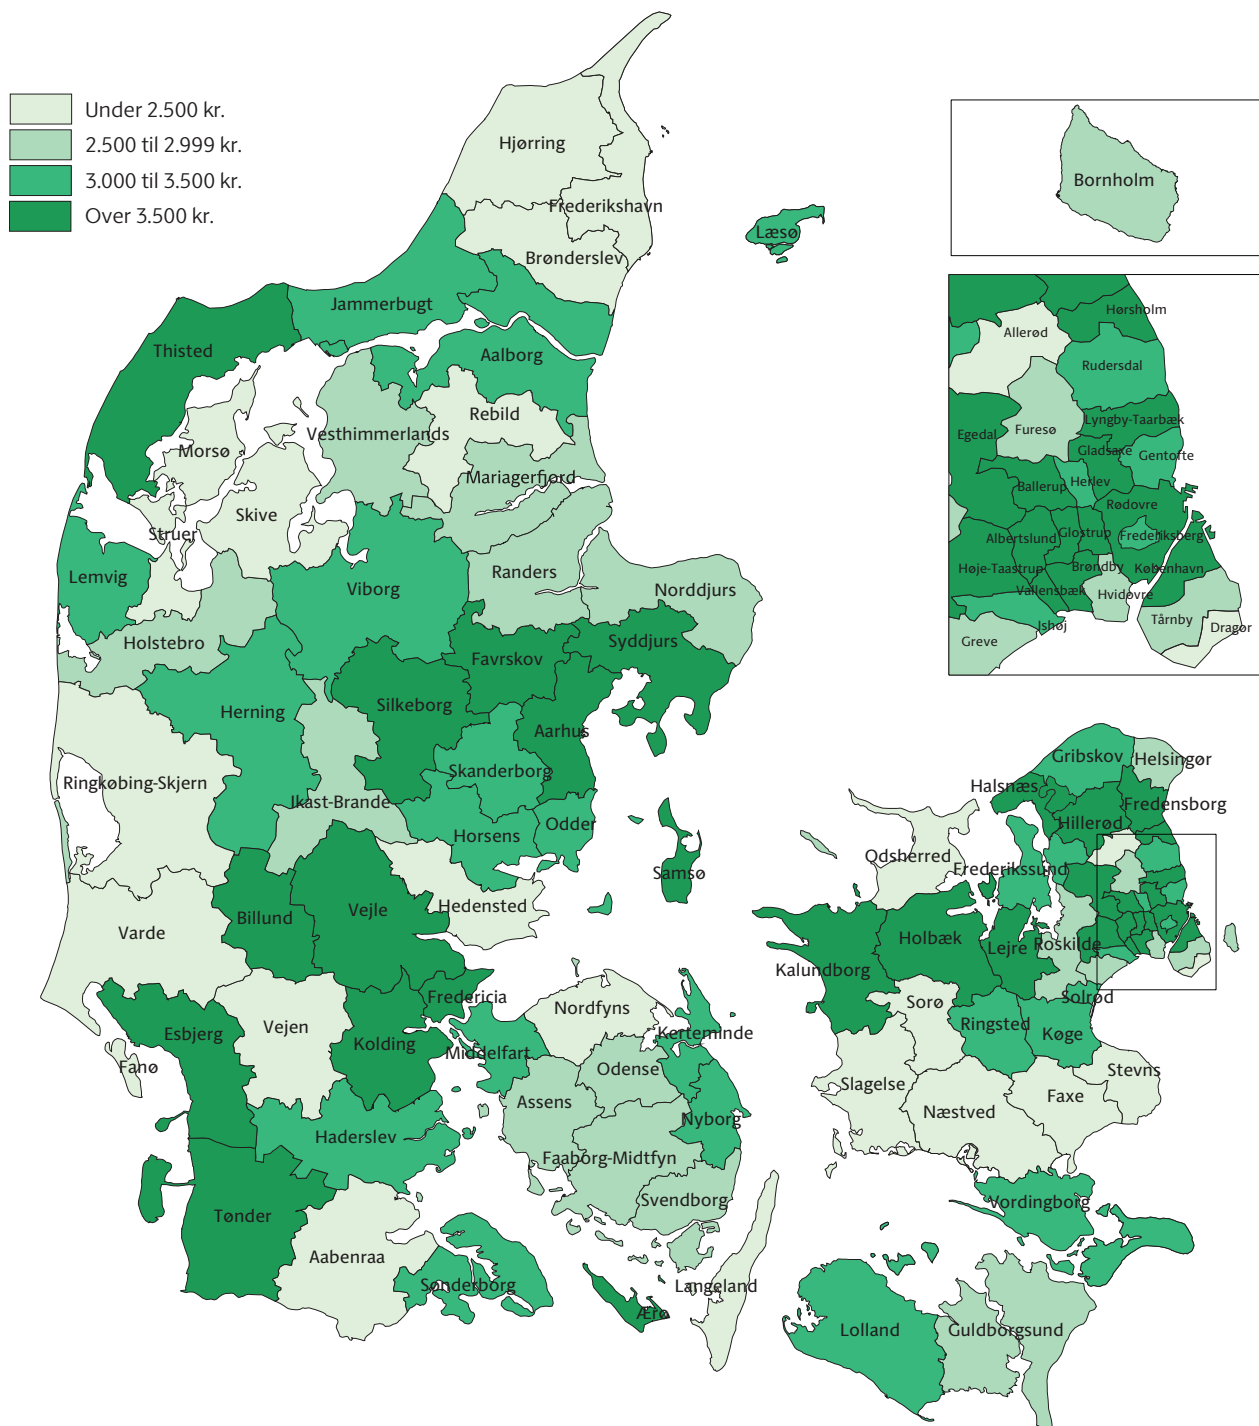 Under 2.500 kr.
2.500 til 2.999 kr.
3.000 til 3.500 kr.
Over 3.500 kr.
Hjørring
Frederikshavn
Brønderslev
Læsø
Jammerbugt
Thisted
Aalborg
Rebild
Vesthimmerlands
Morsø
Mariagerfjord
Skive
Struer
Lemvig
Viborg
Randers
Norddjurs
Holstebro
Favrskov
Syddjurs
Silkeborg
Herning
Aarhus
Skanderborg
Ringkøbing-Skjern
Ikast-Brande
Horsens
Odder
Samsø
Hedensted
Billund
Vejle
Varde
Fredericia
Esbjerg
Vejen
Kolding
Fanø
Middelfart
Nordfyns
Kerteminde
Odense
Assens
Nyborg
Haderslev
Faaborg-Midtfyn
Svendborg
Tønder
Aabenraa
Sønderborg
Langeland
Ærø
Bornholm
Hørsholm
Allerød
Rudersdal
Lyngby-Taarbæk
Furesø
Egedal
Gladsaxe
Gentofte
Ballerup
Herlev
Rødovre
Albertslund
Glostrup
Frederiksberg
Høje-Taastrup
Brøndby
København
Vallensbæk
Hvidovre
Ishøj
Tårnby
Dragør
Greve
Gribskov
Helsingør
Halsnæs
Fredensborg
Hillerød
Odsherred
Frederikssund
Holbæk
Lejre
Roskilde
Kalundborg
Sorø
Solrød
Ringsted
Køge
Stevns
Slagelse
Næstved
Faxe
Vordingborg
Lolland
Guldborgsund